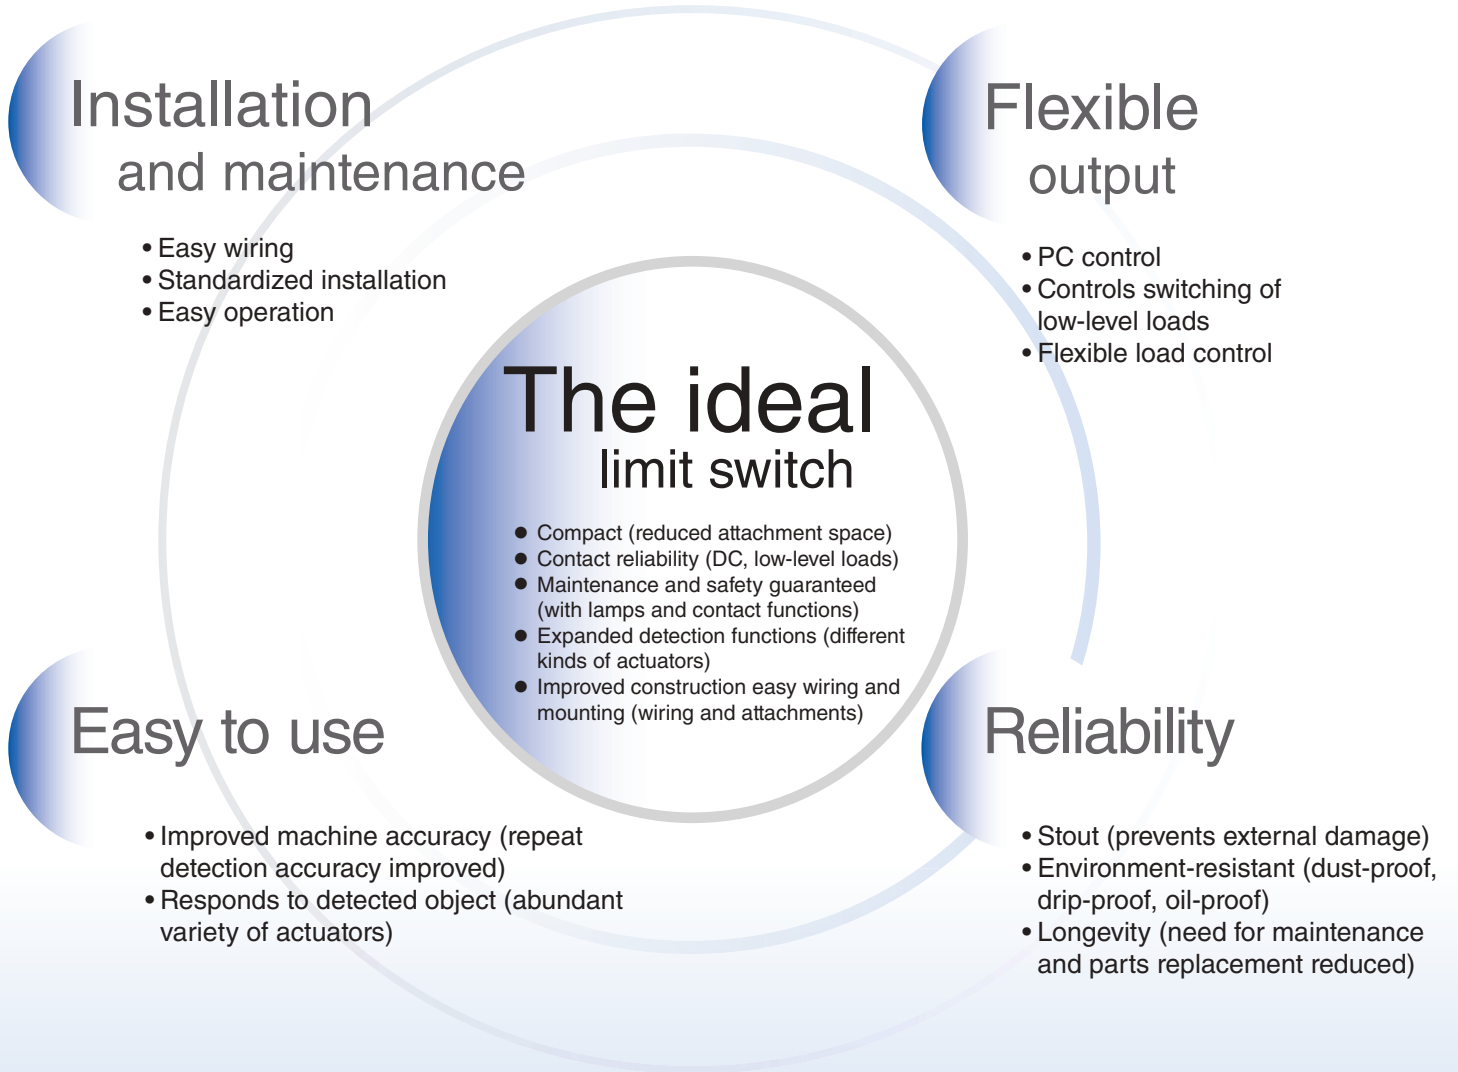 Installation
and maintenance
• Easy wiring
• Standardized installation
• Easy operation
Flexible
output
• PC control
• Controls switching of
low-level loads
• Flexible load control
The ideal
limit switch
● Compact (reduced attachment space)
● Contact reliability (DC, low-level loads)
● Maintenance and safety guaranteed
(with lamps and contact functions)
● Expanded detection functions (different
kinds of actuators)
● Improved construction easy wiring and
mounting (wiring and attachments)
Easy to use
• Improved machine accuracy (repeat
detection accuracy improved)
• Responds to detected object (abundant
variety of actuators)
Reliability
• Stout (prevents external damage)
• Environment-resistant (dust-proof,
drip-proof, oil-proof)
• Longevity (need for maintenance
and parts replacement reduced)